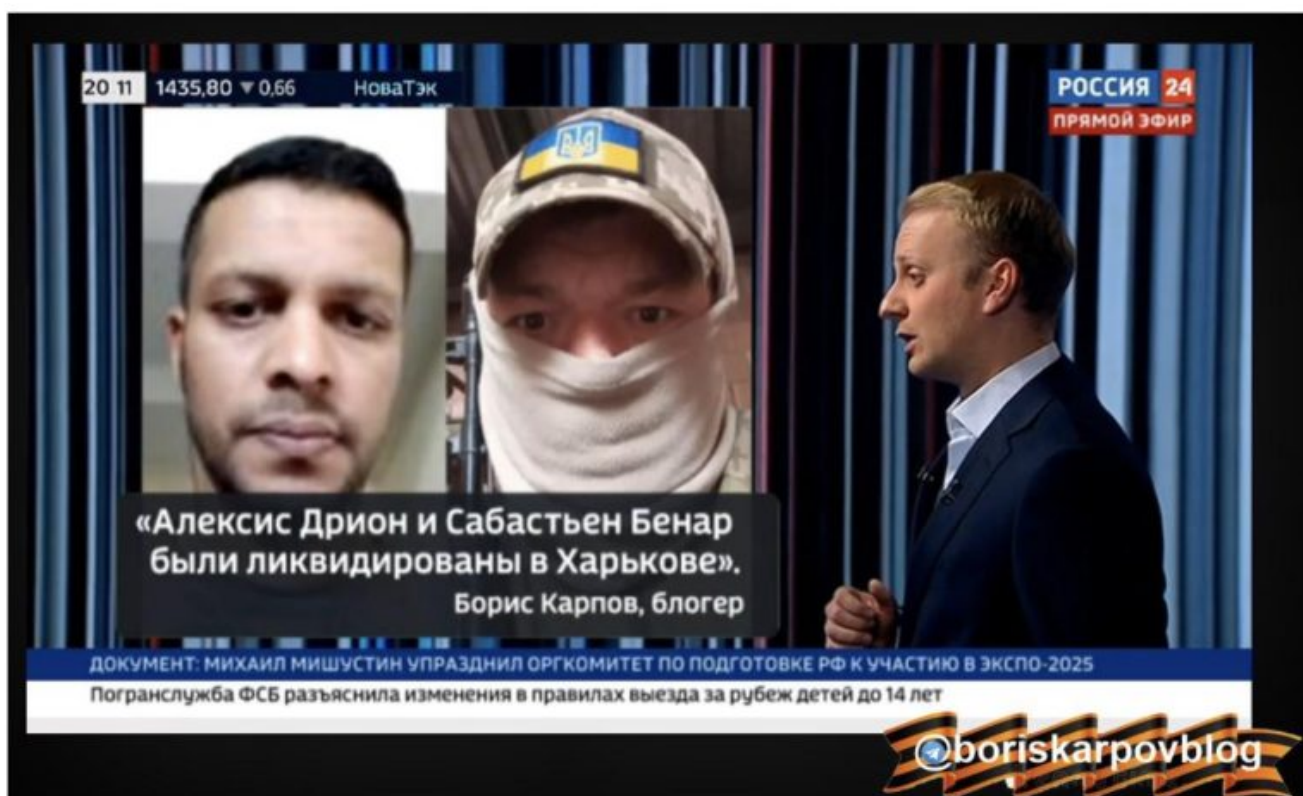 20 11 1435,80 ▼ 0,66 НоваТэк
РОССИЯ 24
ПРЯМОЙ ЭФИР
«Алексис Дрион и Сабастьен Бенар
были ликвидированы в Харькове».
Борис Карпов, блогер
ДОКУМЕНТ: МИХАИЛ МИШУСТИН УПРАЗДНИЛ ОРГКОМИТЕТ ПО ПОДГОТОВКЕ РФ К УЧАСТИЮ В ЭКСПО-2025
Погранслужба ФСБ разъяснила изменения в правилах выезда за рубеж детей до 14 лет
@boriskarpovblog